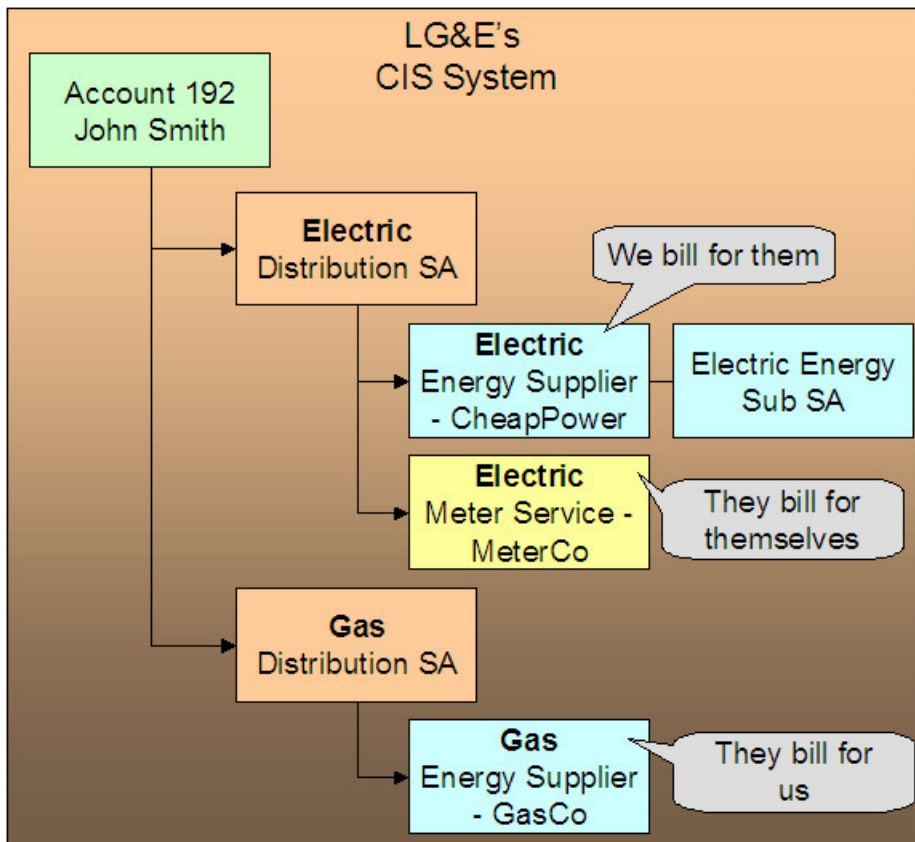 LG&E's
CIS System
Account 192
John Smith
Electric
Distribution SA
We bill for them
Electric
Energy Supplier
- CheapPower
Electric Energy
Sub SA
Electric
Meter Service -
MeterCo
They bill for
themselves
Gas
Distribution SA
Gas
Energy Supplier
- GasCo
They bill for
us